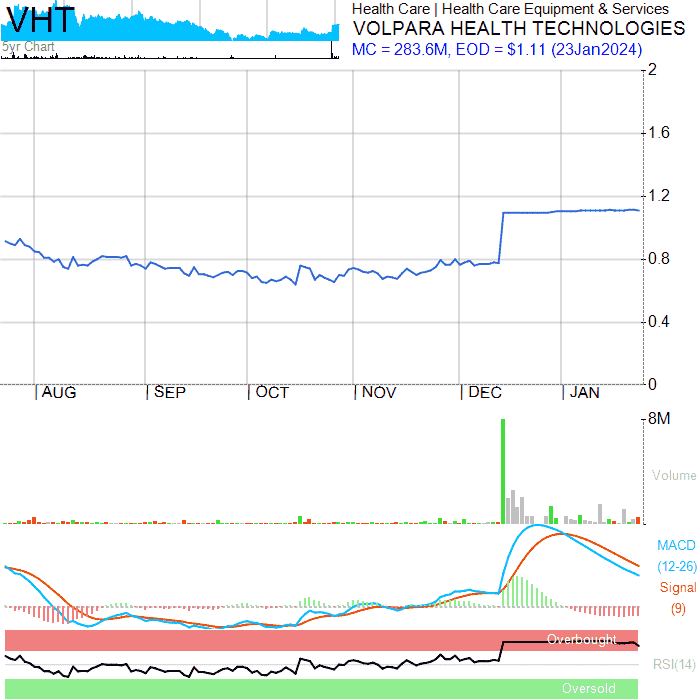 VHT
5yr Chart
Health Care | Health Care Equipment & Services
VOLPARA HEALTH TECHNOLOGIES
MC = 283.6M, EOD = $1.11 (23Jan2024)
2
1.6
1.2
0.8
0.4
0
AUG SEP OCT NOV DEC JAN
8M
Volume
MACD
(12-26)
Signal
(9)
Overbought
RSI(14)
Oversold